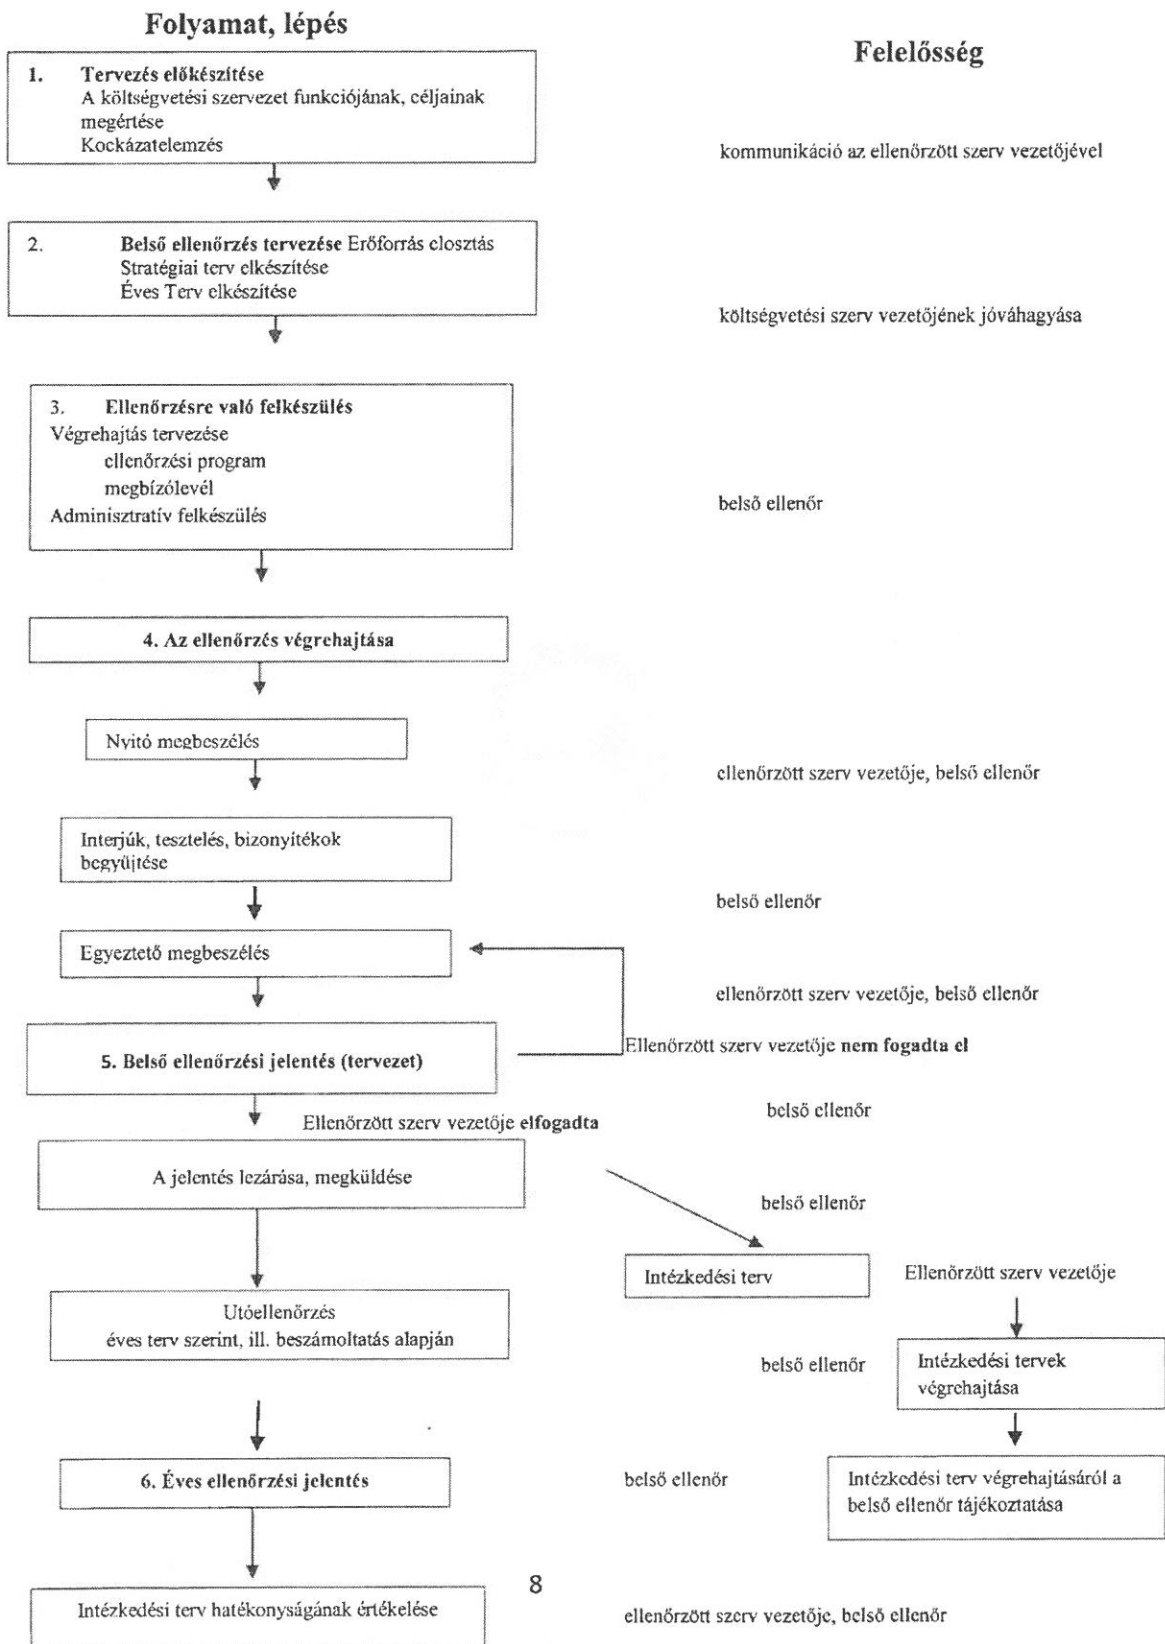 Folyamat, lépés
Felelősség
1. Tervezés előkészítése
A költségvetési szervezet funkciójának, céljainak
megértése
Kockázatelemzés
kommunikáció az ellenőrzött szerv vezetőjével
2. Belső ellenőrzés tervezése Erőforrás elosztás
Stratégiai terv elkészítése
Éves Terv elkészítése
költségvetési szerv vezetőjének jóváhagyása
3. Ellenőrzésre való felkészülés
Végrehajtás tervezése
ellenőrzési program
megbízólevél
Adminisztratív felkészülés
belső ellenőr
4. Az ellenőrzés végrehajtása
Nyitó megbeszélés
ellenőrzött szerv vezetője, belső ellenőr
Interjúk, tesztelés, bizonyítékok
begyűjtése
belső ellenőr
Egyeztető megbeszélés
ellenőrzött szerv vezetője, belső ellenőr
5. Belső ellenőrzési jelentés (tervezet)
Ellenőrzött szerv vezetője nem fogadta el
belső ellenőr
Ellenőrzött szerv vezetője elfogadta
A jelentés lezárása, megküldése
belső ellenőr
Intézkedési terv
Ellenőrzött szerv vezetője
Utóellenőrzés
éves terv szerint, ill. beszámoltatás alapján
belső ellenőr
Intézkedési tervek
végrehajtása
6. Éves ellenőrzési jelentés
belső ellenőr
Intézkedési terv végrehajtásáról a
belső ellenőr tájékoztatása
8
Intézkedési terv hatékonyságának értékelése
ellenőrzött szerv vezetője, belső ellenőr